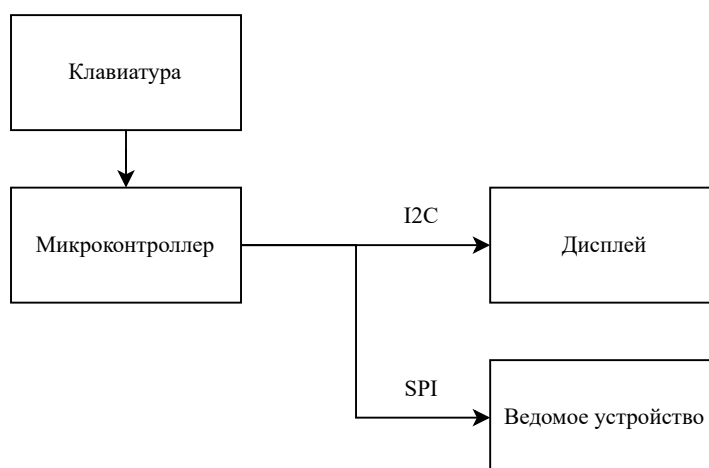 Клавиатура
Микроконтроллер
I2C
Дисплей
SPI
Ведомое устройство